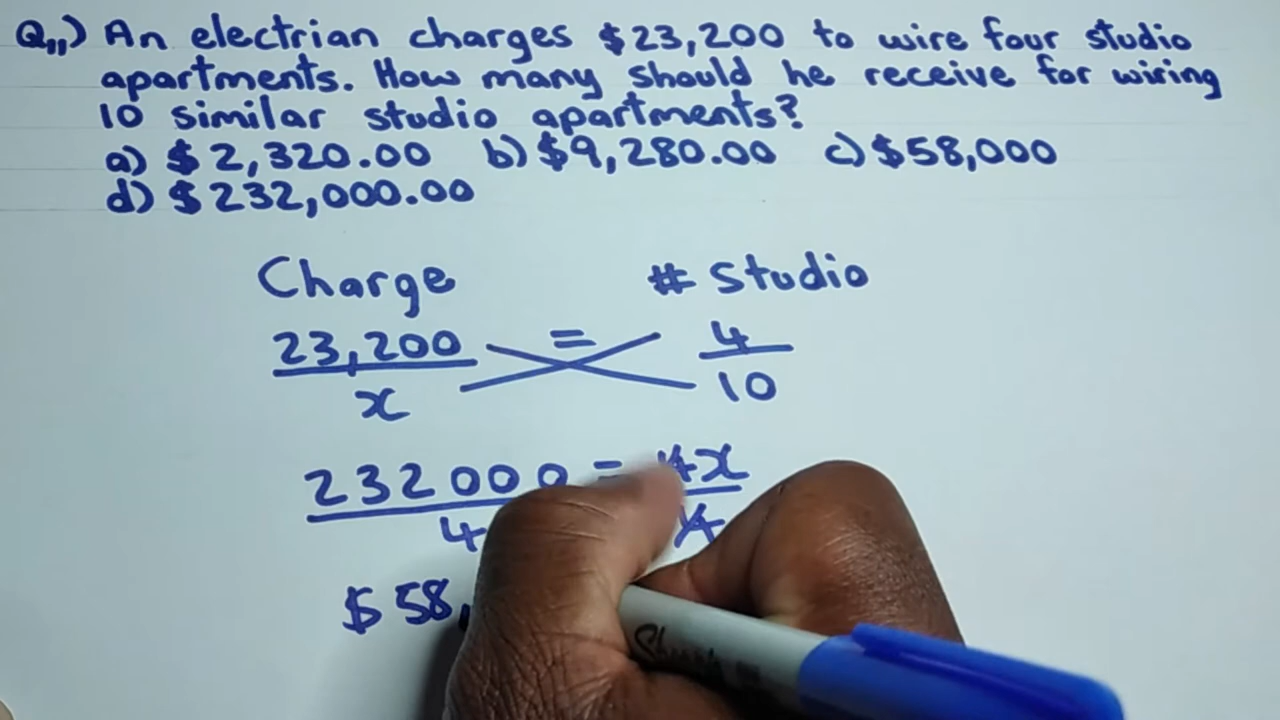 Q11) An electrian charges $23,200 to wire four studio
apartments. How many should he receive for wiring
10 similar studio apartments?
a) $2,320.00 b) $9,280.00 c) $58,000
d) $232,000.00
Charge # Studio
23,200 = 4
x 10
232000 = 4x
4 4
$58,